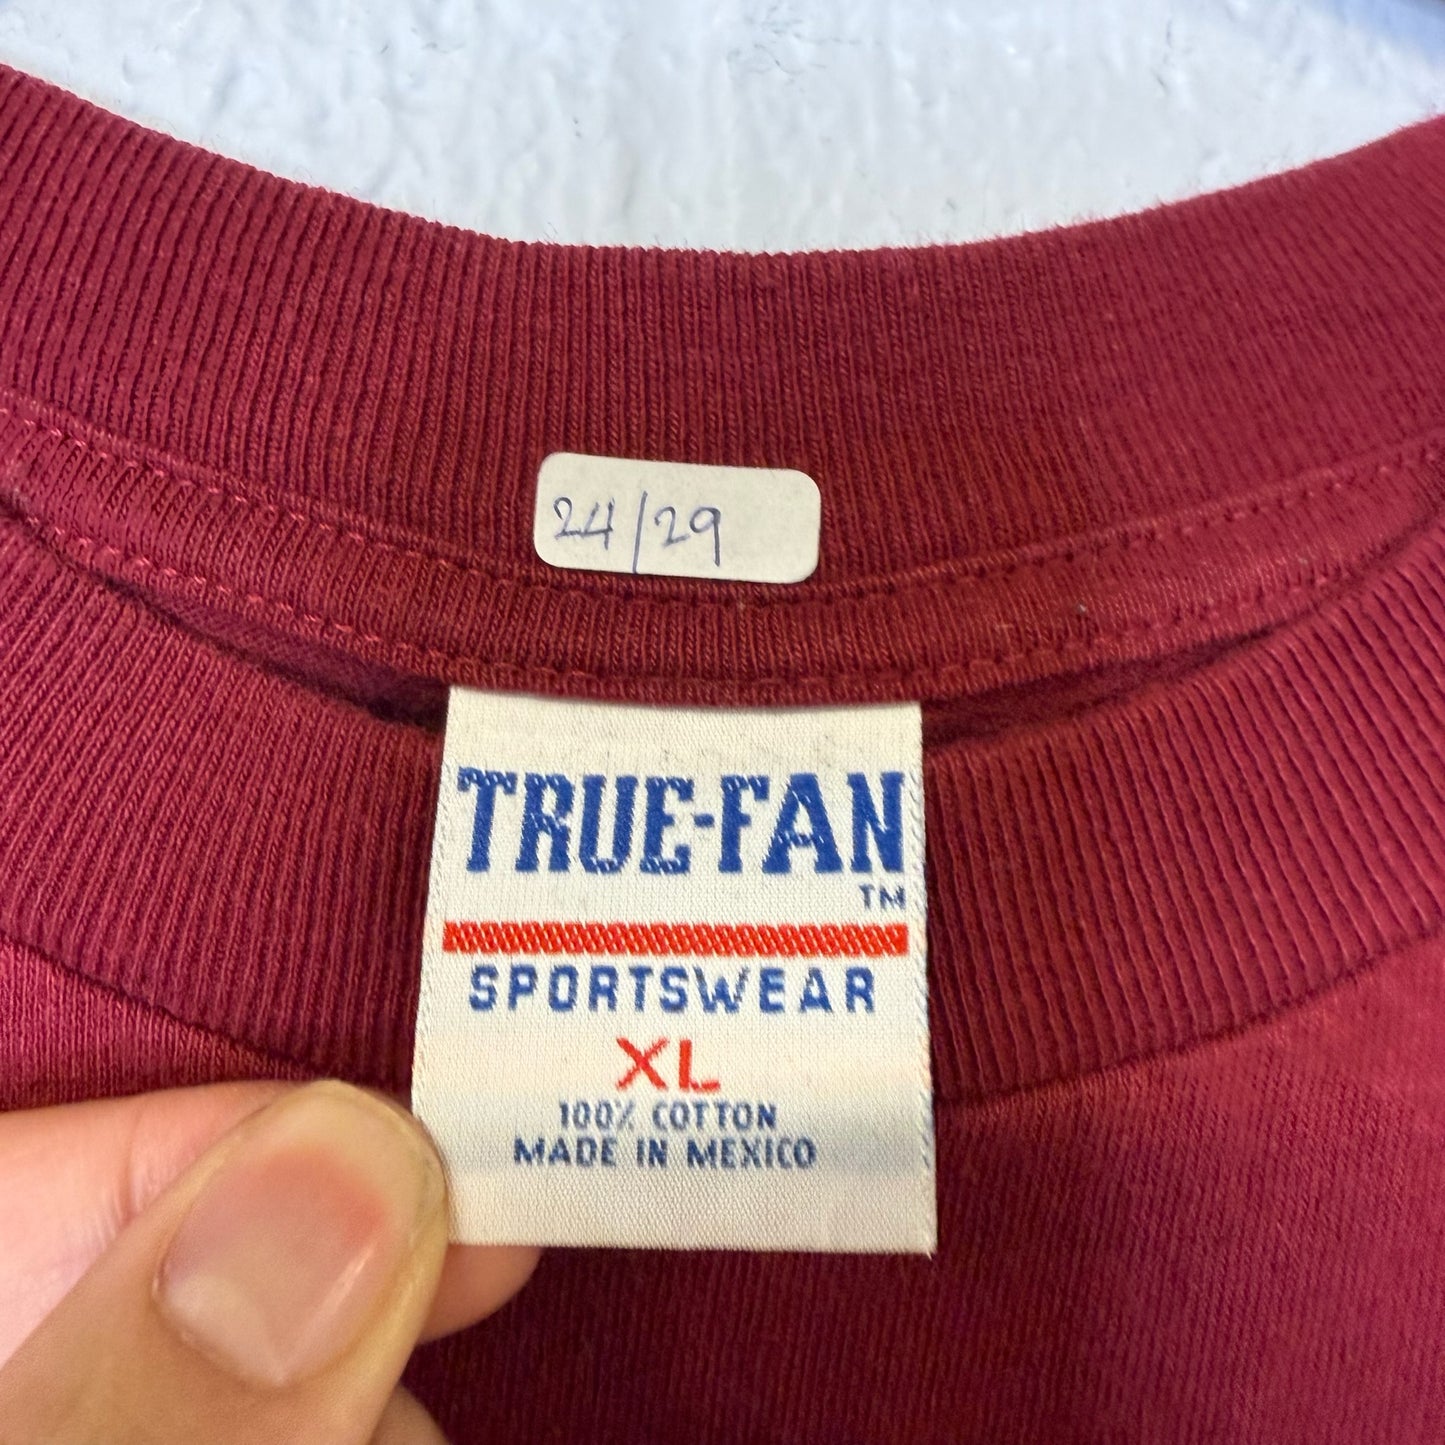 24/29
TRUE-FAN
TM
SPORTSWEAR
XL
100% COTTON
MADE IN MEXICO